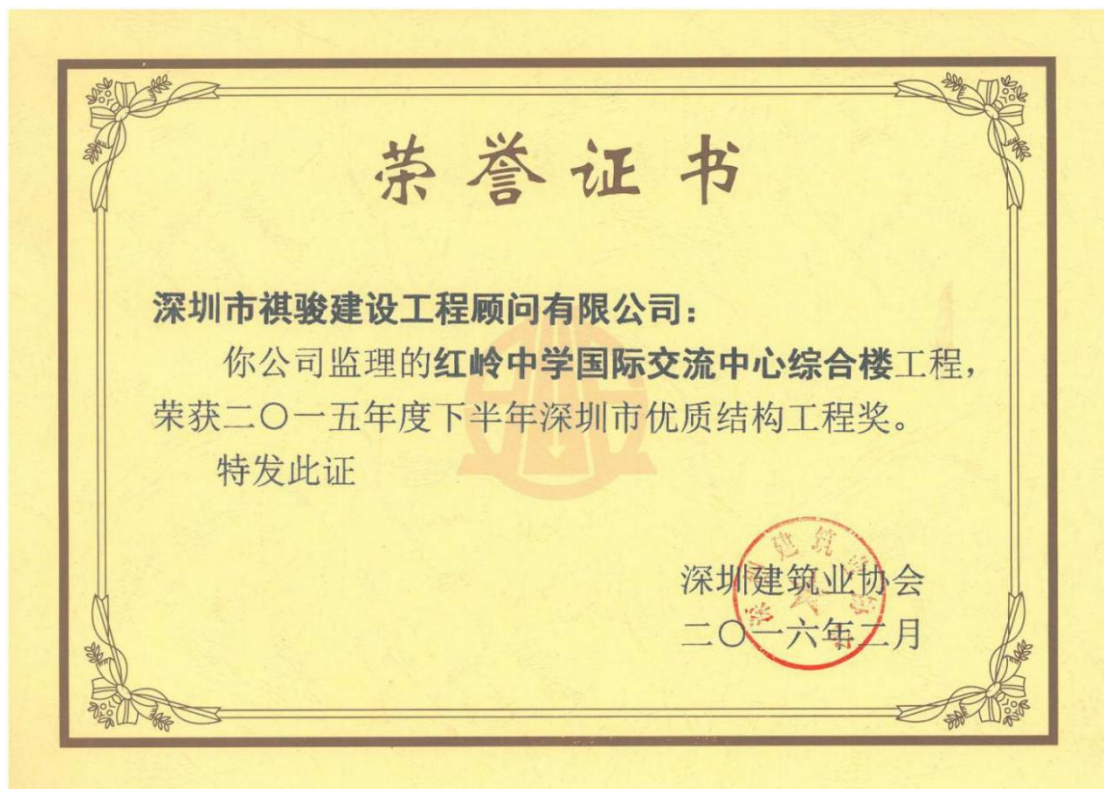 荣誉证书
深圳市祺骏建设工程顾问有限公司：
你公司监理的红岭中学国际交流中心综合楼工程，
荣获二〇一五年度下半年深圳市优质结构工程奖。
特发此证
深圳建筑业协会
二〇一六年二月